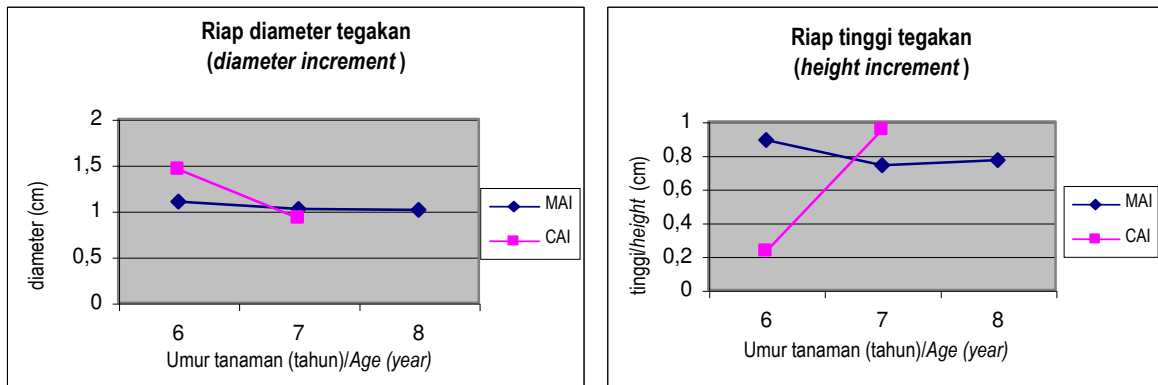 Riap diameter tegakan
(diameter increment )
2
1,5
1
0,5
0
diameter (cm)
6 7 8
Umur tanaman (tahun)/Age (year)
MAI
CAI
Riap tinggi tegakan
(height increment )
1
0,8
0,6
0,4
0,2
0
tinggi/height (cm)
6 7 8
Umur tanaman (tahun)/Age (year)
MAI
CAI